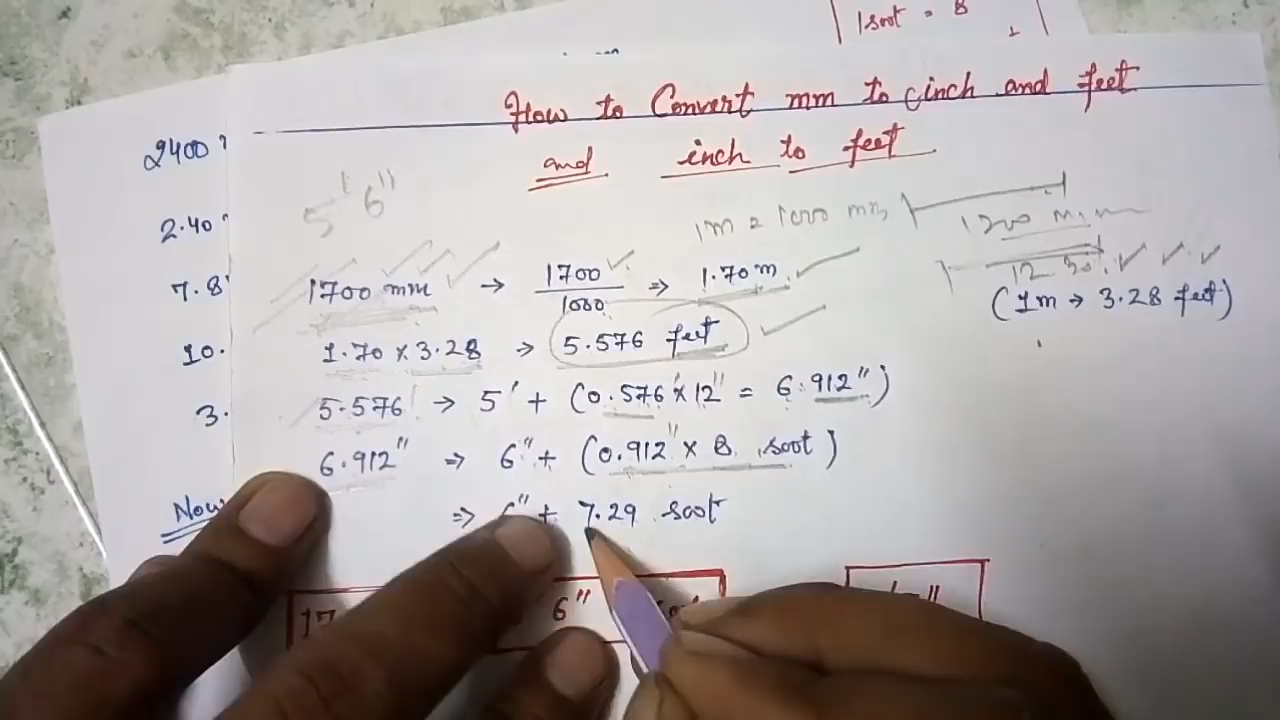 1soot = 8
How to Convert mm to cinch and feet
and inch to feet
2400
2.40
7.8'
10.
3.
Now
5' 6"
1m = 1000 mm
1200 mm
1700 mm → 1700/1000 ⇒ 1.70 m
(1m → 3.28 feet)
1.70 × 3.28 → 5.576 feet
5.576' → 5' + (0.576' × 12" = 6.912")
6.912" ⇒ 6" + (0.912" × 8 soot)
⇒ 6" + 7.29 soot
17
6"